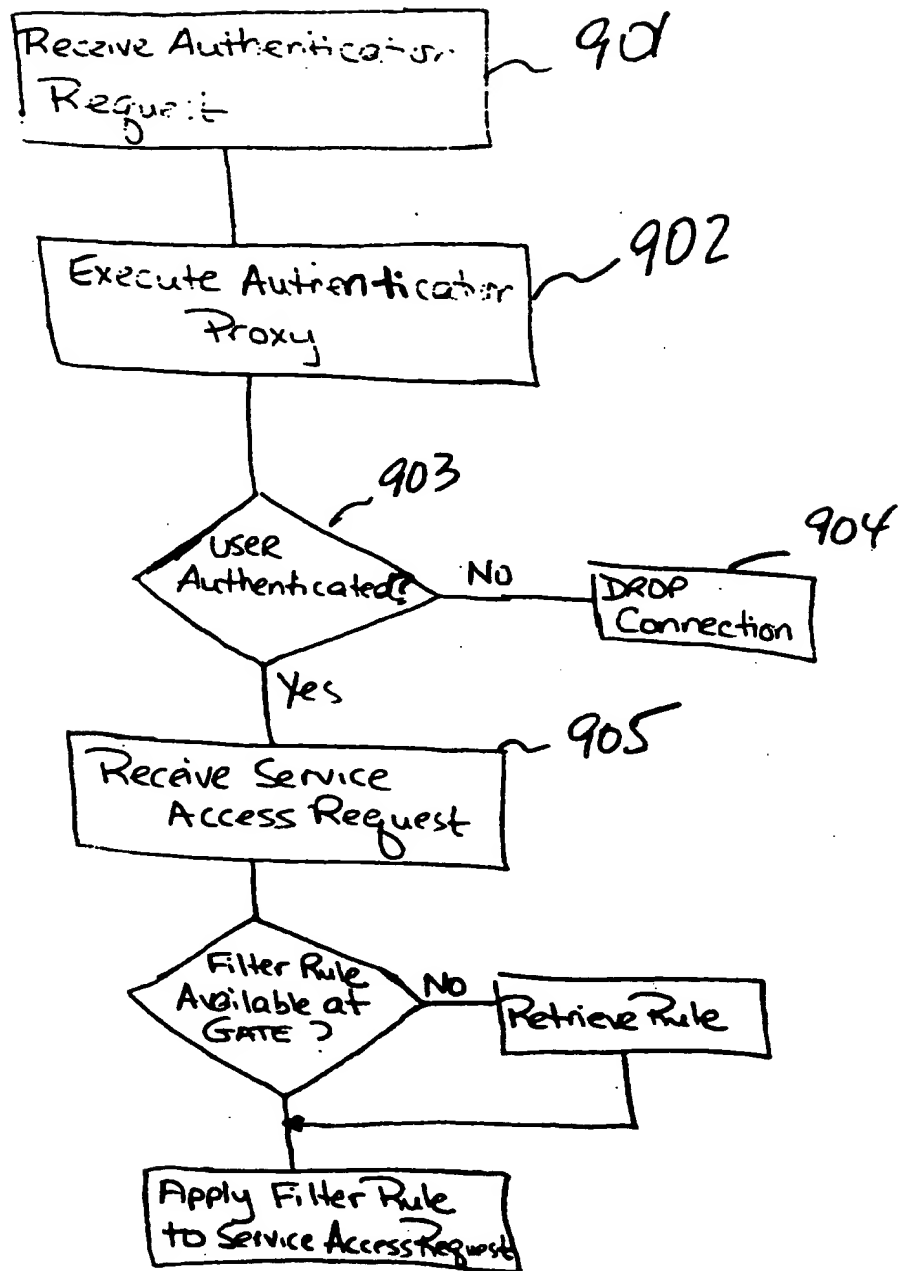 Receive Authentication
Request
901
Execute Authentication
Proxy
902
903
User
Authenticated?
No
904
Drop
Connection
Yes
905
Receive Service
Access Request
Filter Rule
Available at
Gate?
No
Retrieve Rule
Apply Filter Rule
to Service Access Request